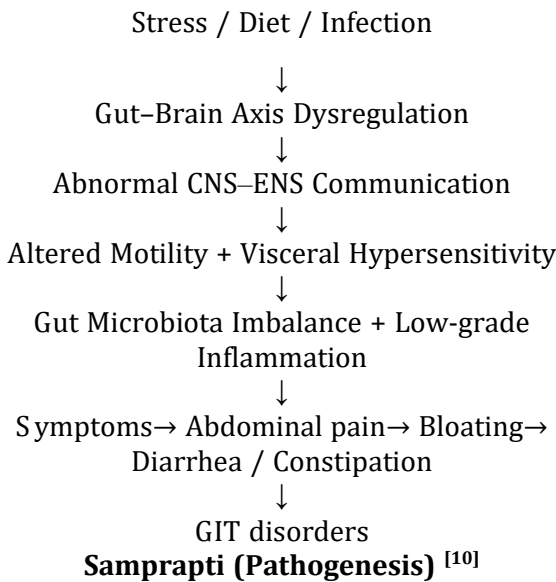 Stress / Diet / Infection
↓
Gut–Brain Axis Dysregulation
↓
Abnormal CNS–ENS Communication
↓
Altered Motility + Visceral Hypersensitivity
↓
Gut Microbiota Imbalance + Low-grade
Inflammation
↓
Symptoms→ Abdominal pain→ Bloating→
Diarrhea / Constipation
↓
GIT disorders
Samprapti (Pathogenesis) [10]